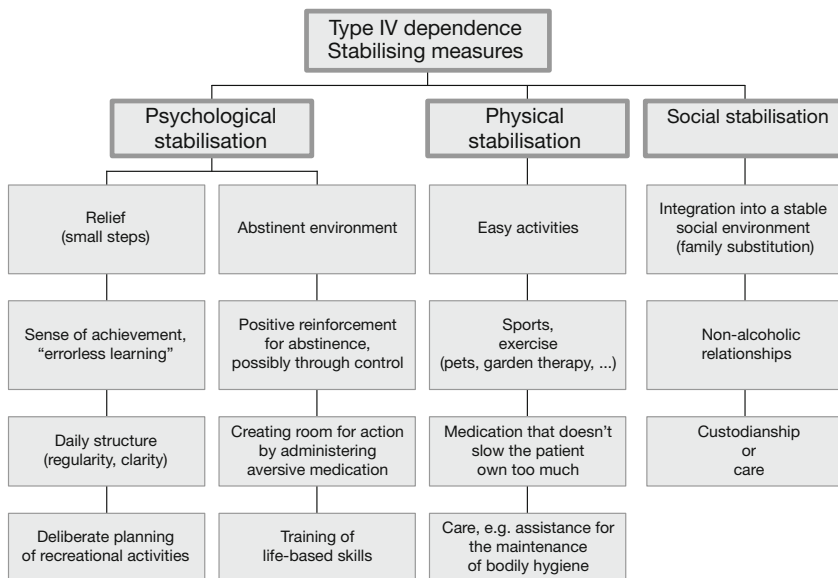 Type IV dependence
Stabilising measures
Psychological
stabilisation
Physical
stabilisation
Social stabilisation
Relief
(small steps)
Abstinent environment
Easy activities
Integration into a stable
social environment
(family substitution)
Sense of achievement,
“errorless learning”
Positive reinforcement
for abstinence,
possibly through control
Sports,
exercise
(pets, garden therapy, ...)
Non-alcoholic
relationships
Daily structure
(regularity, clarity)
Creating room for action
by administering
aversive medication
Medication that doesn’t
slow the patient
own too much
Custodianship
or
care
Deliberate planning
of recreational activities
Training of
life-based skills
Care, e.g. assistance for
the maintenance
of bodily hygiene